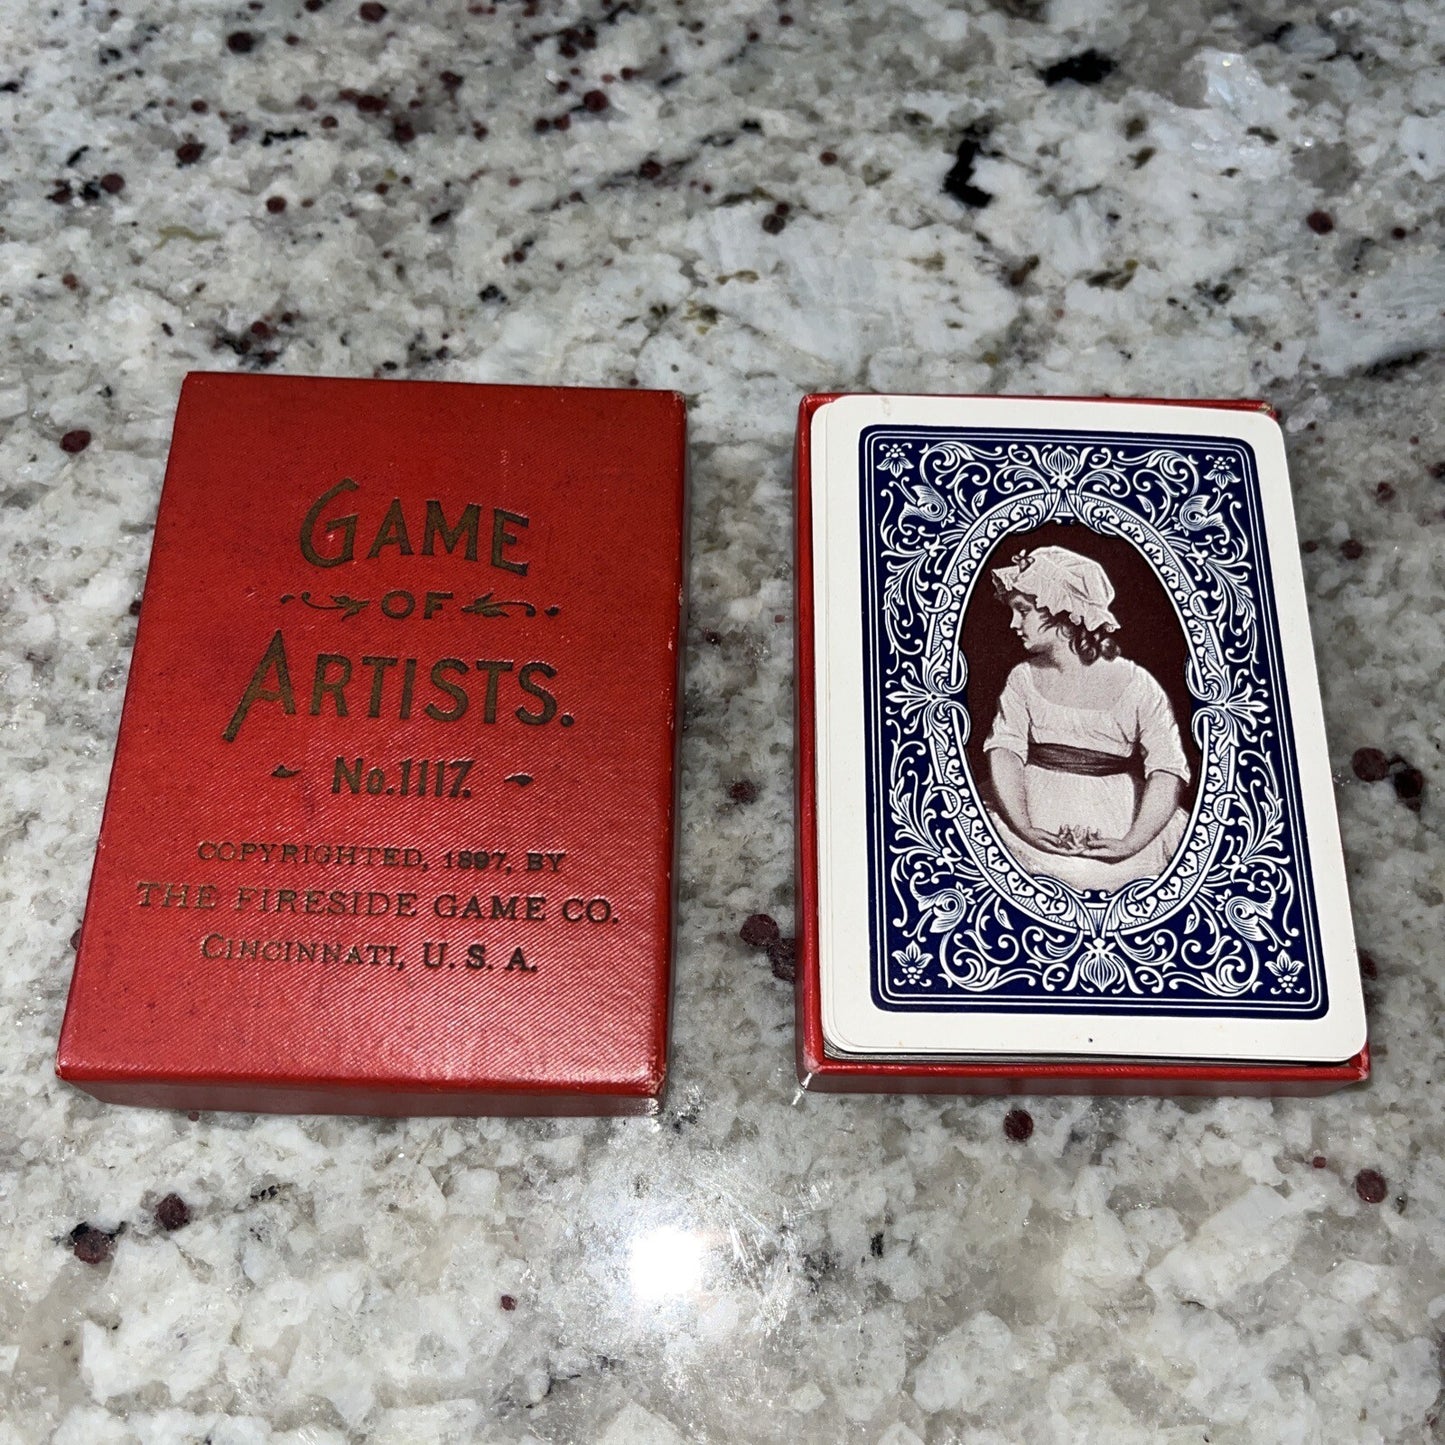 GAME
OF
ARTISTS.
No. 1117.
COPYRIGHTED, 1897, BY
THE FIRESIDE GAME CO.
CINCINNATI, U. S. A.